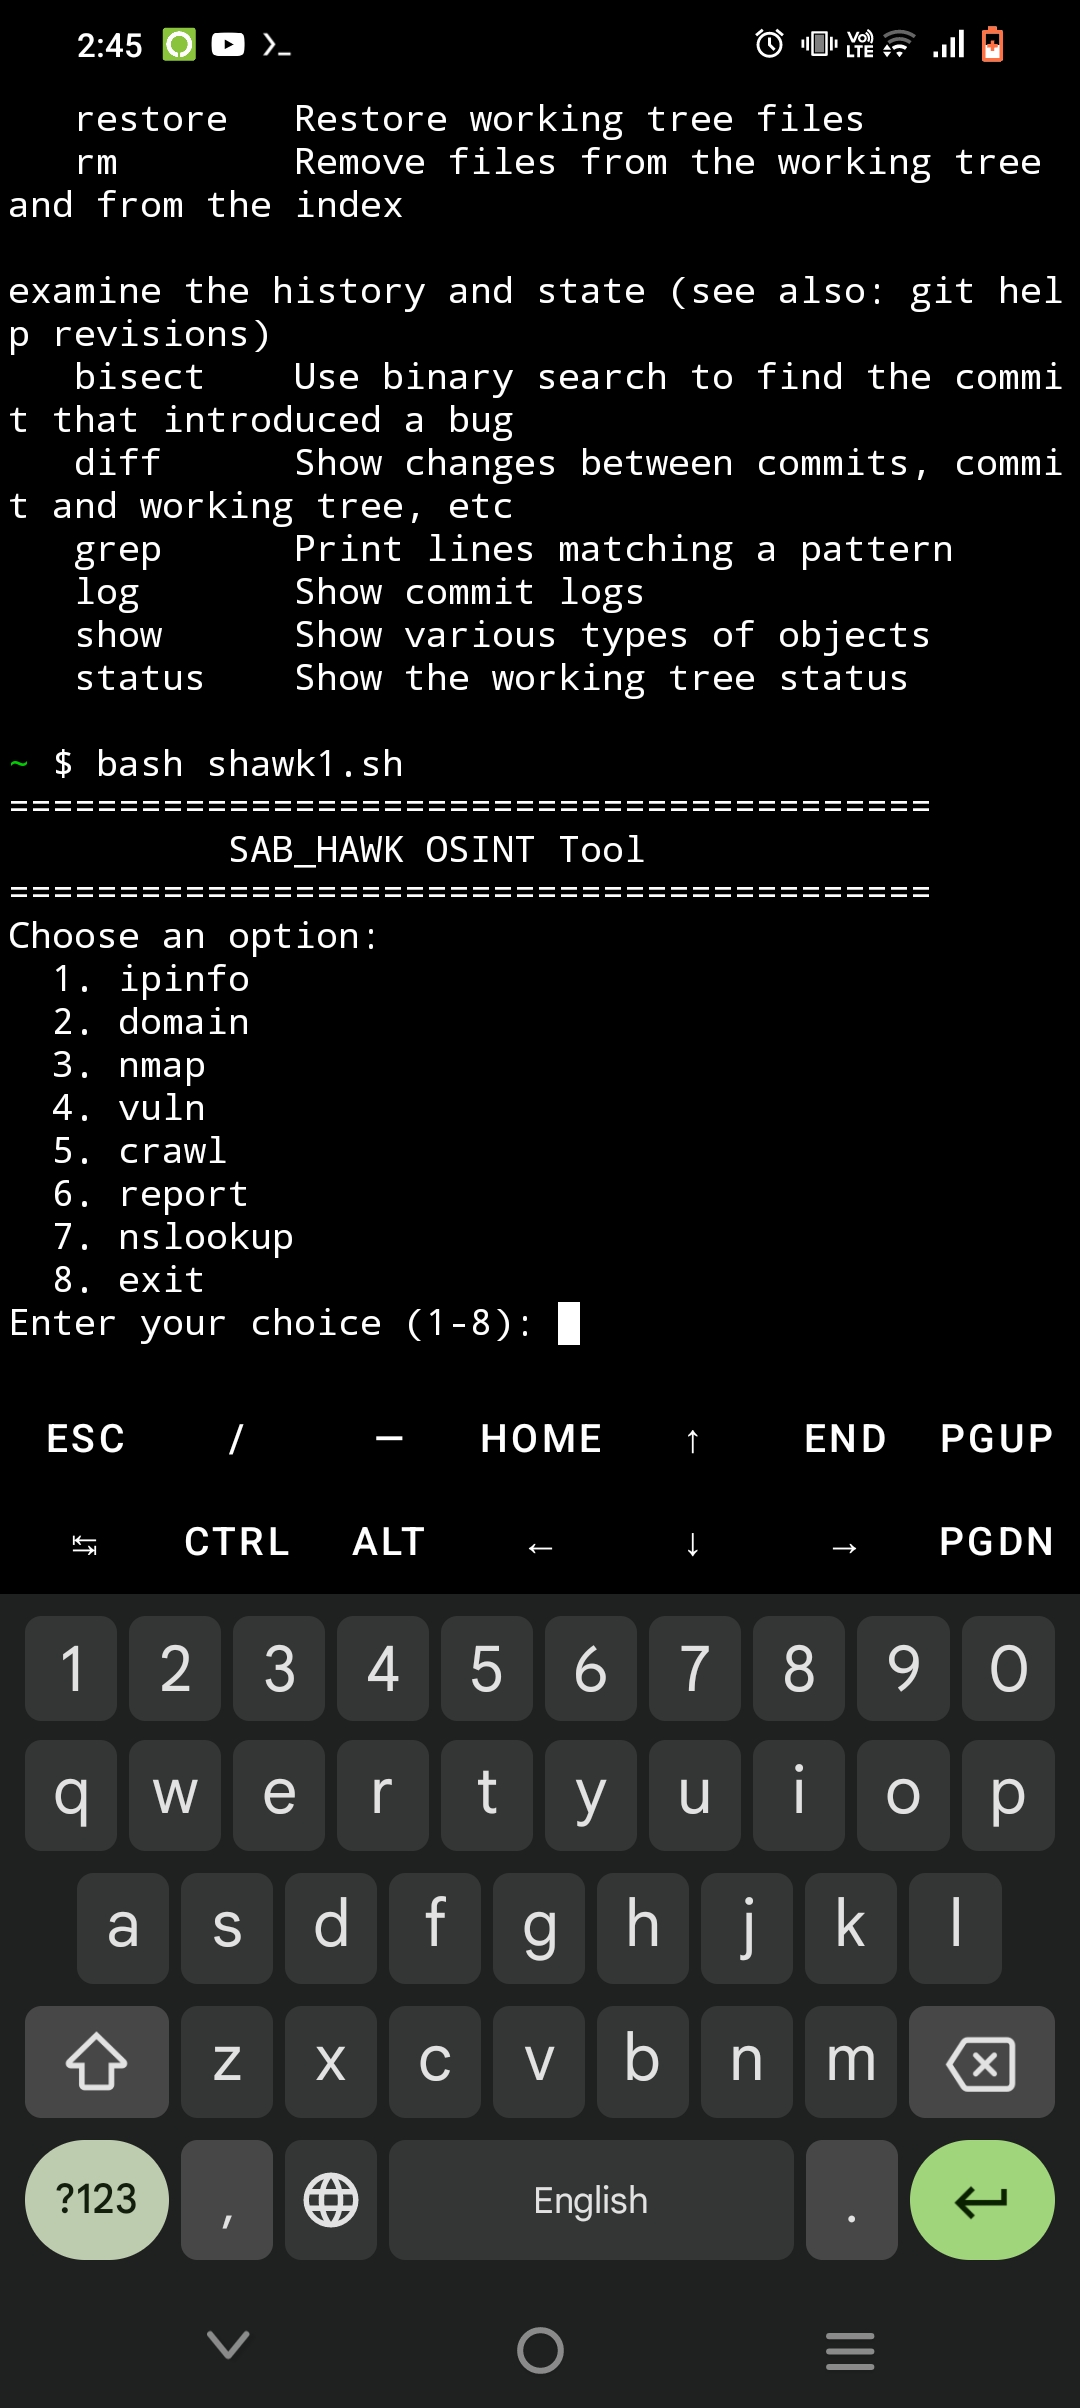 2:45
Vo)) LTE
restore   Restore working tree files
rm        Remove files from the working tree
and from the index
examine the history and state (see also: git hel
p revisions)
bisect    Use binary search to find the commi
t that introduced a bug
diff      Show changes between commits, commi
t and working tree, etc
grep      Print lines matching a pattern
log       Show commit logs
show      Show various types of objects
status    Show the working tree status
~ $ bash shawk1.sh
==========================================
SAB_HAWK OSINT Tool
==========================================
Choose an option:
1. ipinfo
2. domain
3. nmap
4. vuln
5. crawl
6. report
7. nslookup
8. exit
Enter your choice (1-8):
ESC / — HOME ↑ END PGUP
↹ CTRL ALT ← ↓ → PGDN
1 2 3 4 5 6 7 8 9 0
q w e r t y u i o p
a s d f g h j k l
z x c v b n m
?123 , English .